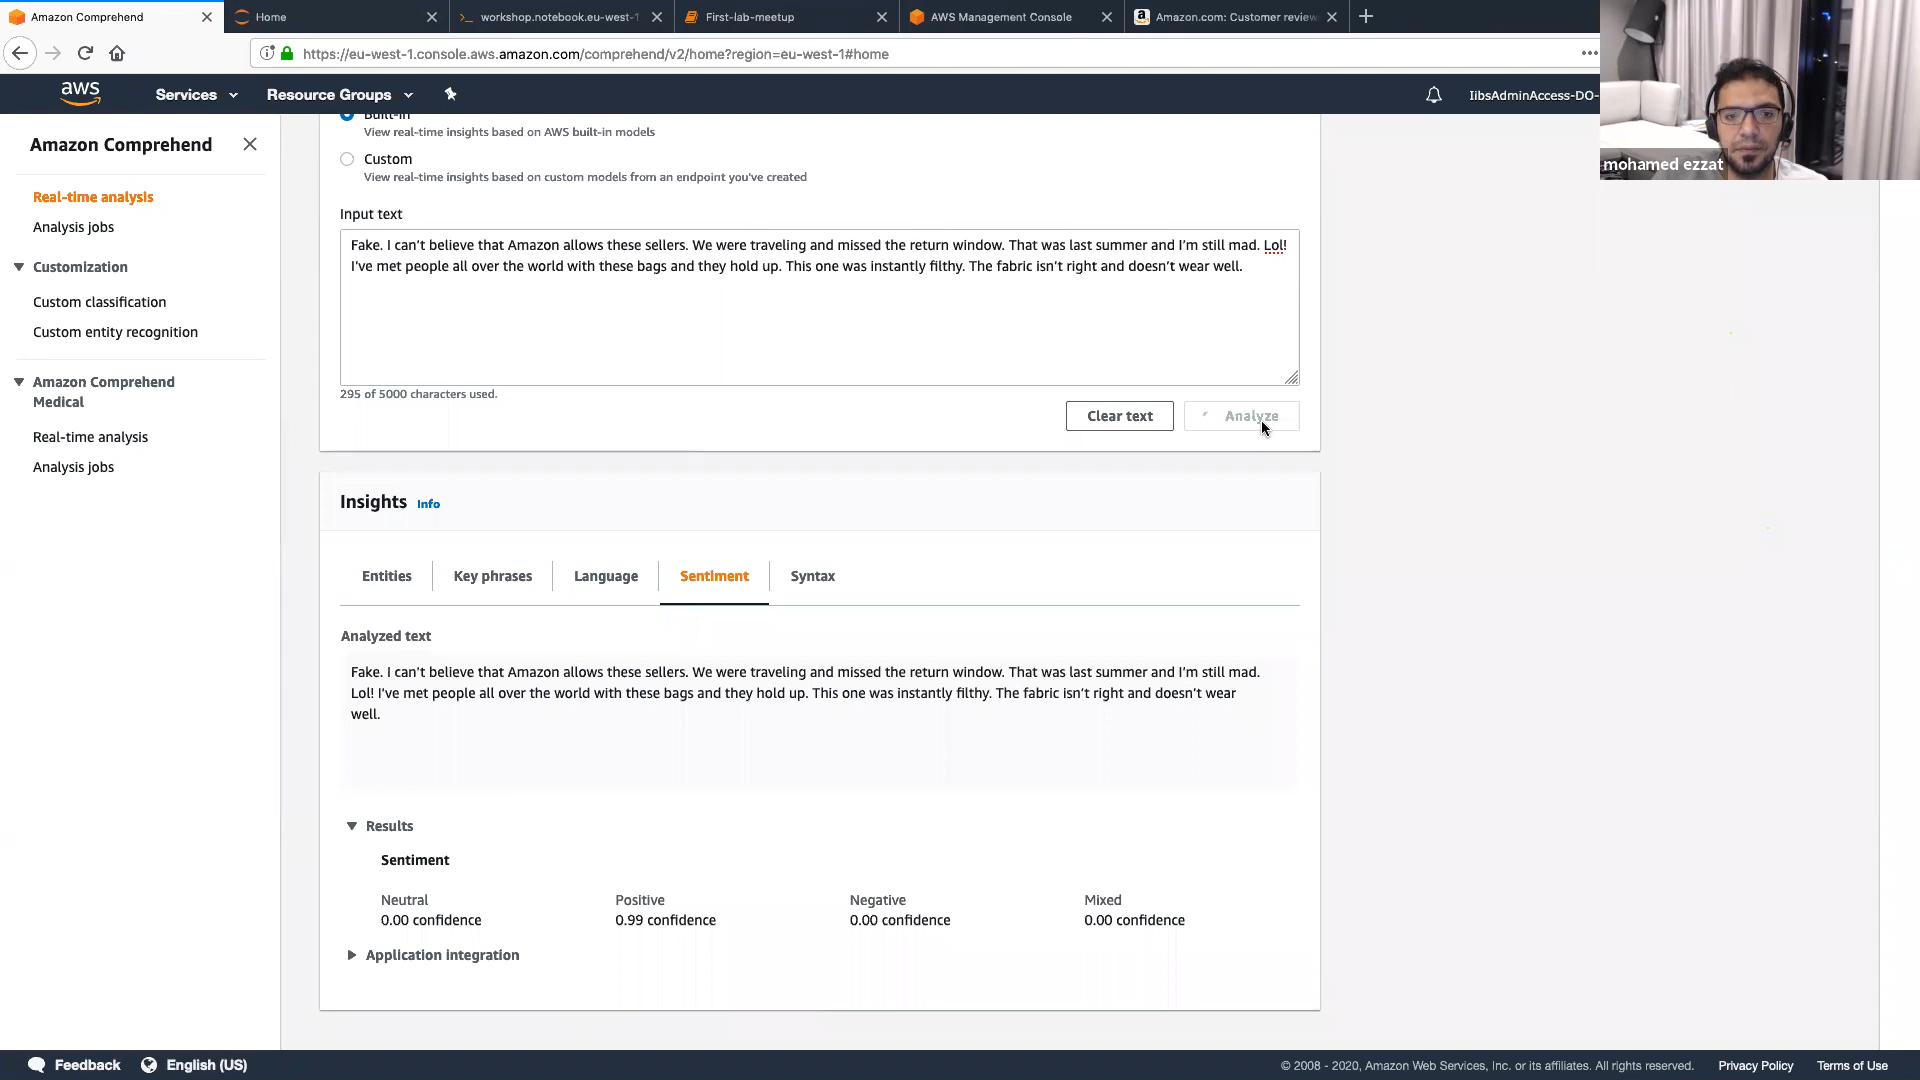 Amazon Comprehend
Home
workshop.notebook.eu-west-1
First-lab-meetup
AWS Management Console
Amazon.com: Customer review
https://eu-west-1.console.aws.amazon.com/comprehend/v2/home?region=eu-west-1#home
aws
Services
Resource Groups
IibsAdminAccess-DO-
mohamed ezzat
Amazon Comprehend
Real-time analysis
Analysis jobs
Customization
Custom classification
Custom entity recognition
Amazon Comprehend
Medical
Real-time analysis
Analysis jobs
Built-in
View real-time insights based on AWS built-in models
Custom
View real-time insights based on custom models from an endpoint you've created
Input text
Fake. I can’t believe that Amazon allows these sellers. We were traveling and missed the return window. That was last summer and I’m still mad. Lol!
I’ve met people all over the world with these bags and they hold up. This one was instantly filthy. The fabric isn’t right and doesn’t wear well.
295 of 5000 characters used.
Clear text
Analyze
Insights Info
Entities
Key phrases
Language
Sentiment
Syntax
Analyzed text
Fake. I can’t believe that Amazon allows these sellers. We were traveling and missed the return window. That was last summer and I’m still mad.
Lol! I’ve met people all over the world with these bags and they hold up. This one was instantly filthy. The fabric isn’t right and doesn’t wear
well.
Results
Sentiment
Neutral
0.00 confidence
Positive
0.99 confidence
Negative
0.00 confidence
Mixed
0.00 confidence
Application integration
Feedback
English (US)
© 2008 - 2020, Amazon Web Services, Inc. or its affiliates. All rights reserved.
Privacy Policy
Terms of Use